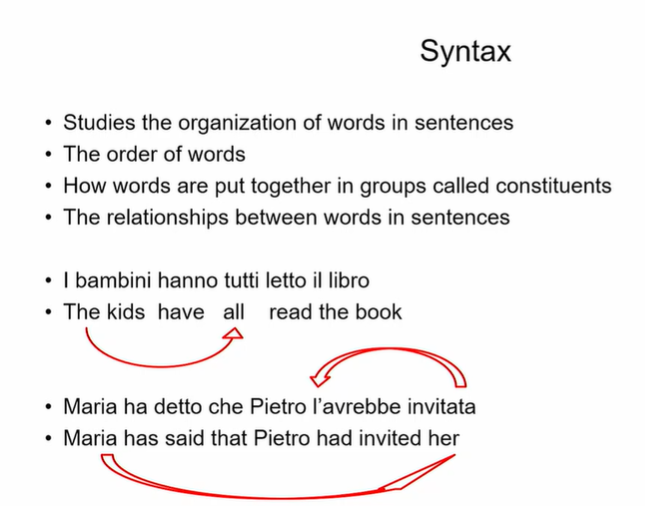 Syntax
• Studies the organization of words in sentences
• The order of words
• How words are put together in groups called constituents
• The relationships between words in sentences
• I bambini hanno tutti letto il libro
• The kids have all read the book
• Maria ha detto che Pietro l'avrebbe invitata
• Maria has said that Pietro had invited her